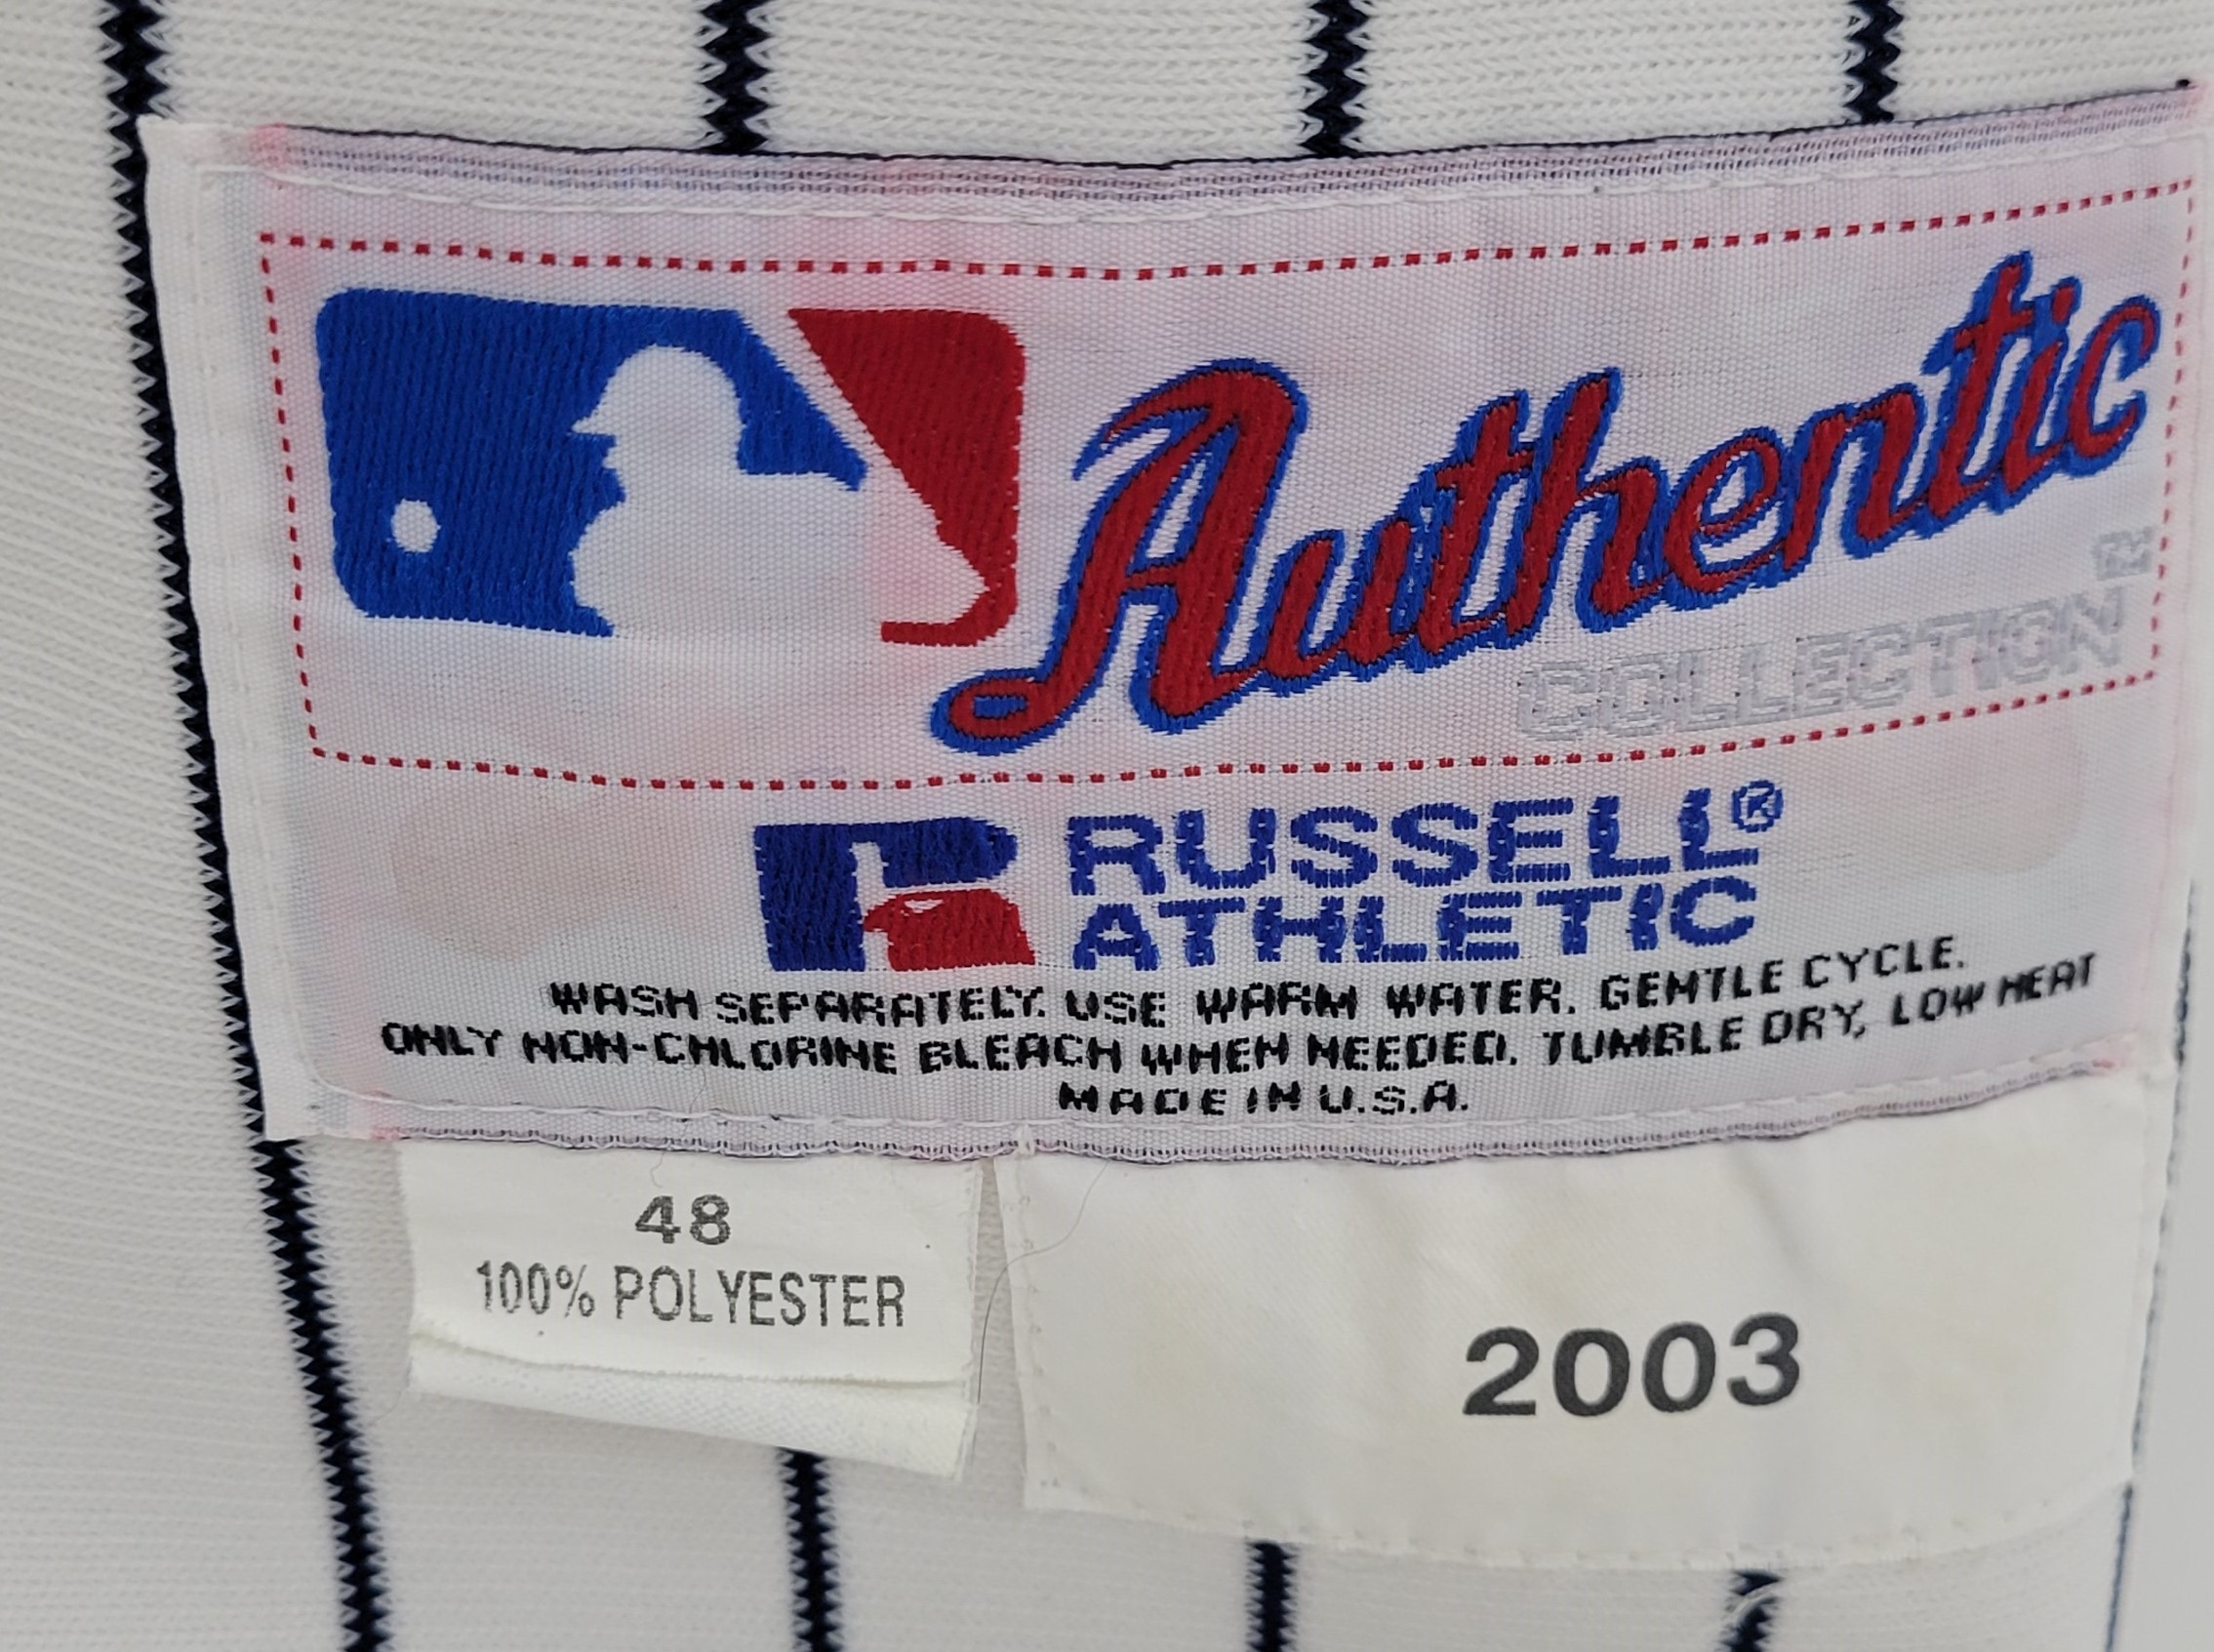 Authentic
TM
COLLECTION
RUSSELL®
ATHLETIC
WASH SEPARATELY. USE WARM WATER. GENTLE CYCLE.
ONLY NON-CHLORINE BLEACH WHEN NEEDED. TUMBLE DRY, LOW HEAT
MADE IN U.S.A.
48
100% POLYESTER
2003